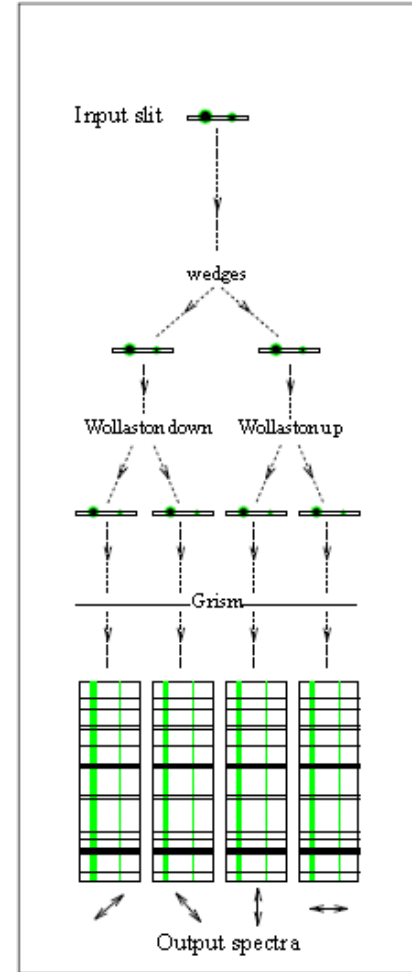 Input slit
wedges
Wollaston down
Wollaston up
Grism
Output spectra